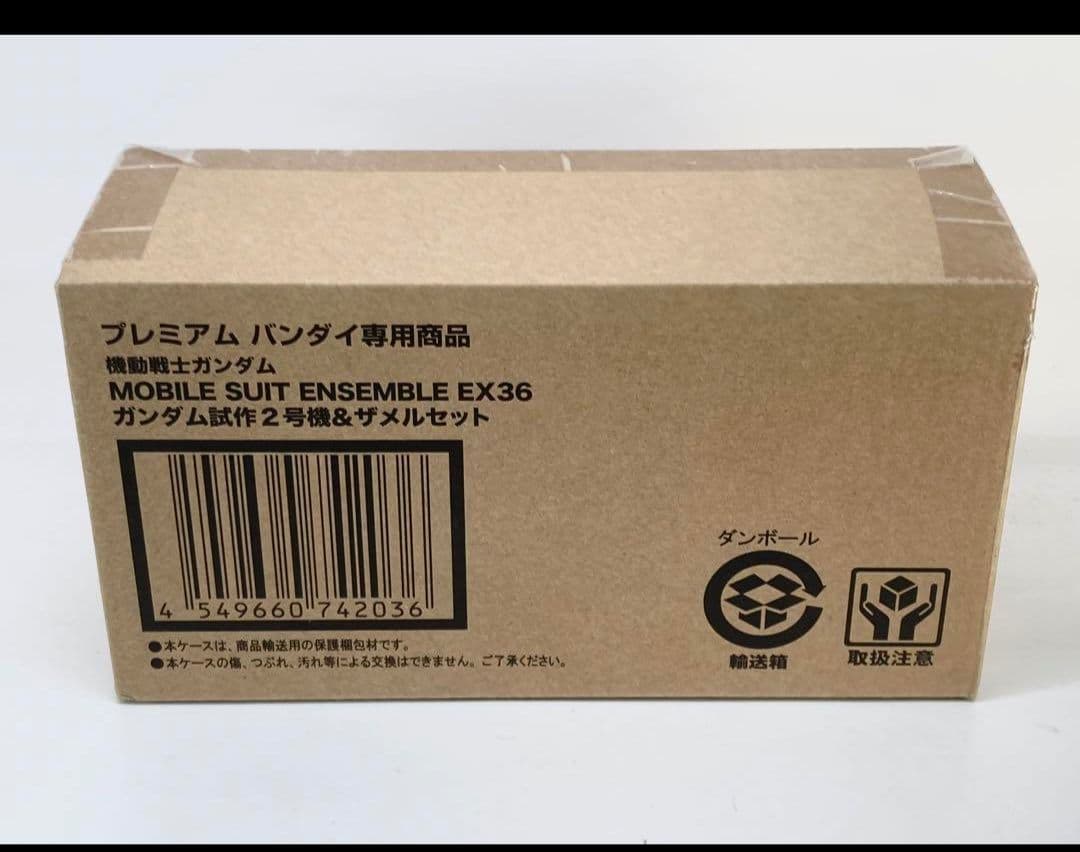 プレミアム バンダイ専用商品
機動戦士ガンダム
MOBILE SUIT ENSEMBLE EX36
ガンダム試作2号機&ザメルセット
4 549660 742036
●本ケースは、商品輸送用の保護梱包材です。
●本ケースの傷、つぶれ、汚れ等による交換はできません。ご了承ください。
ダンボール
輸送箱
取扱注意